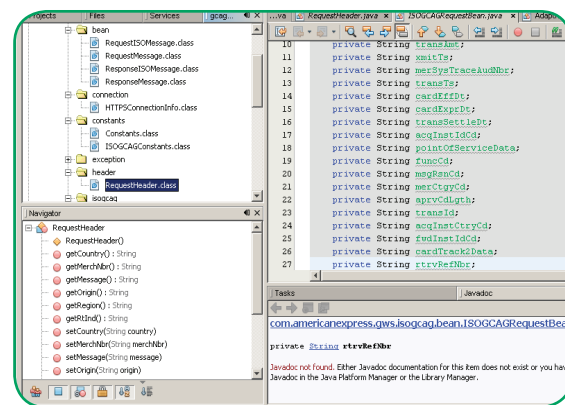 Projects Files Services gcag...
bean
RequestISOMessage.class
RequestMessage.class
ResponseISOMessage.class
ResponseMessage.class
connection
HTTPSConnectionInfo.class
constants
Constants.class
ISOGCAGConstants.class
exception
header
RequestHeader.class
isogcag
Navigator
RequestHeader
RequestHeader()
getCountry() : String
getMerchNbr() : String
getMessage() : String
getOrigin() : String
getRegion() : String
getRtInd() : String
setCountry(String country)
setMerchNbr(String merchNbr)
setMessage(String message)
setOrigin(String origin)
...va RequestHeader.java ISOGCAGRequestBean.java Adapt
10 private String transAmt;
11 private String xmitTs;
12 private String merSysTraceAudNbr;
13 private String transTs;
14 private String cardEffDt;
15 private String cardExprDt;
16 private String transSettleDt;
17 private String acqInstIdCd;
18 private String pointOfServiceData;
19 private String funcCd;
20 private String msgRsnCd;
21 private String merCtgyCd;
22 private String aprvCdLgth;
23 private String transId;
24 private String acqInstCtryCd;
25 private String fwdInstIdCd;
26 private String cardTrack2Data;
27 private String rtrvRefNbr;
Tasks Javadoc
com.americanexpress.gws.isogcag.bean.ISOGCAGRequestBea
private String rtrvRefNbr
Javadoc not found. Either Javadoc documentation for this item does not exist or you hav
Javadoc in the Java Platform Manager or the Library Manager.